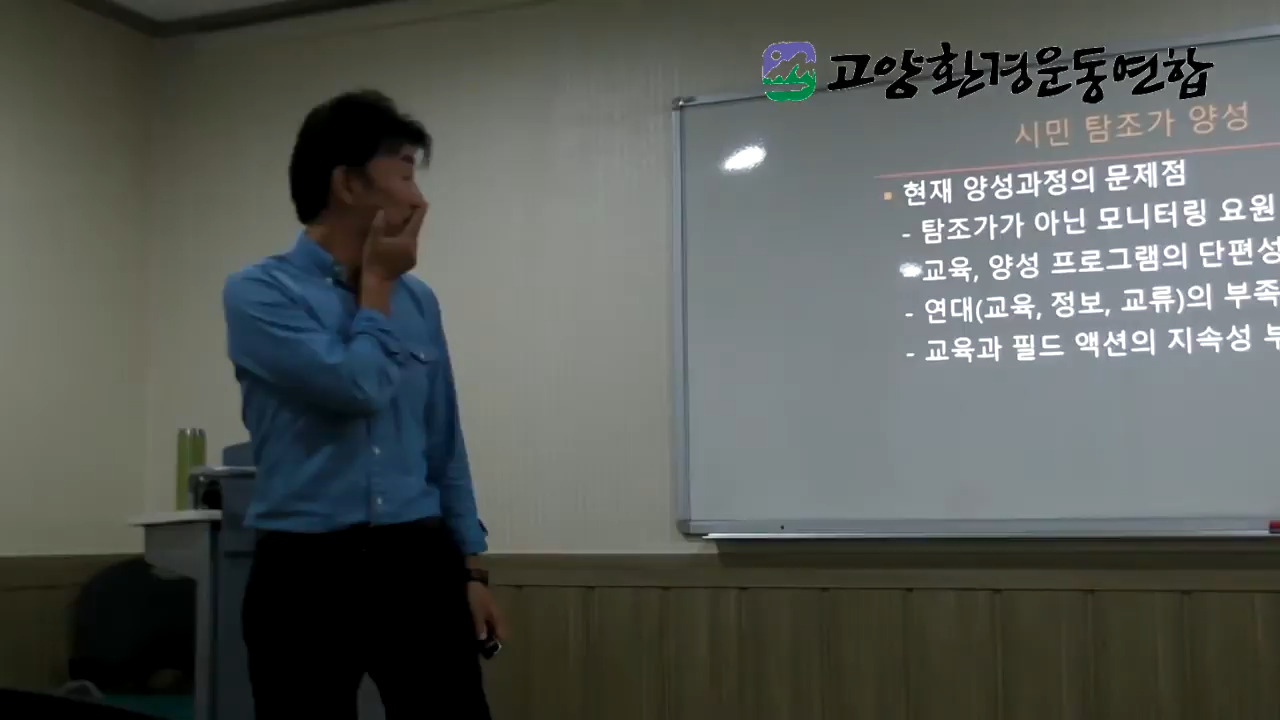 고양환경운동연합
시민 탐조가 양성
현재 양성과정의 문제점
- 탐조가가 아닌 모니터링 요원
- 교육, 양성 프로그램의 단편성
- 연대(교육, 정보, 교류)의 부족
- 교육과 필드 액션의 지속성